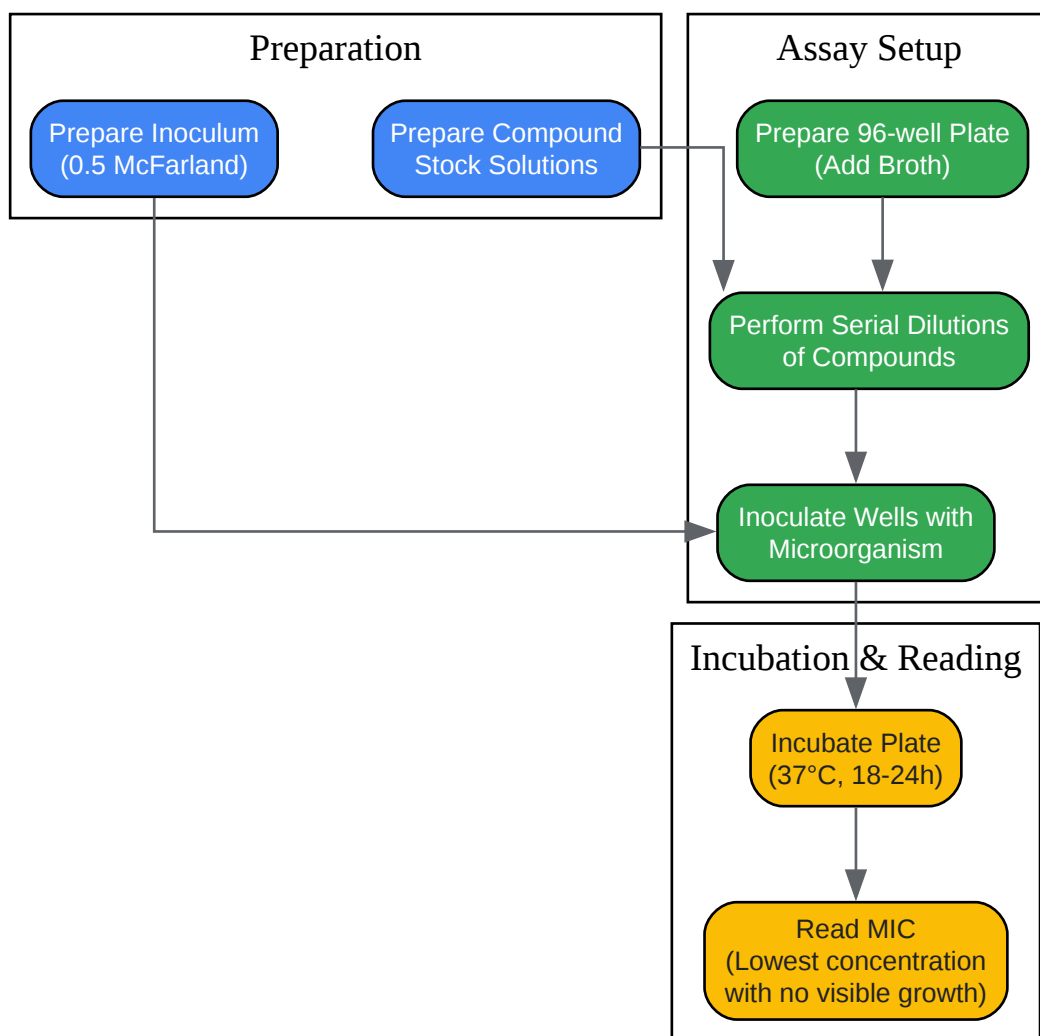 Preparation
Prepare Inoculum
(0.5 McFarland)
Prepare Compound
Stock Solutions
Assay Setup
Prepare 96-well Plate
(Add Broth)
Perform Serial Dilutions
of Compounds
Inoculate Wells with
Microorganism
Incubation & Reading
Incubate Plate
(37°C, 18-24h)
Read MIC
(Lowest concentration
with no visible growth)